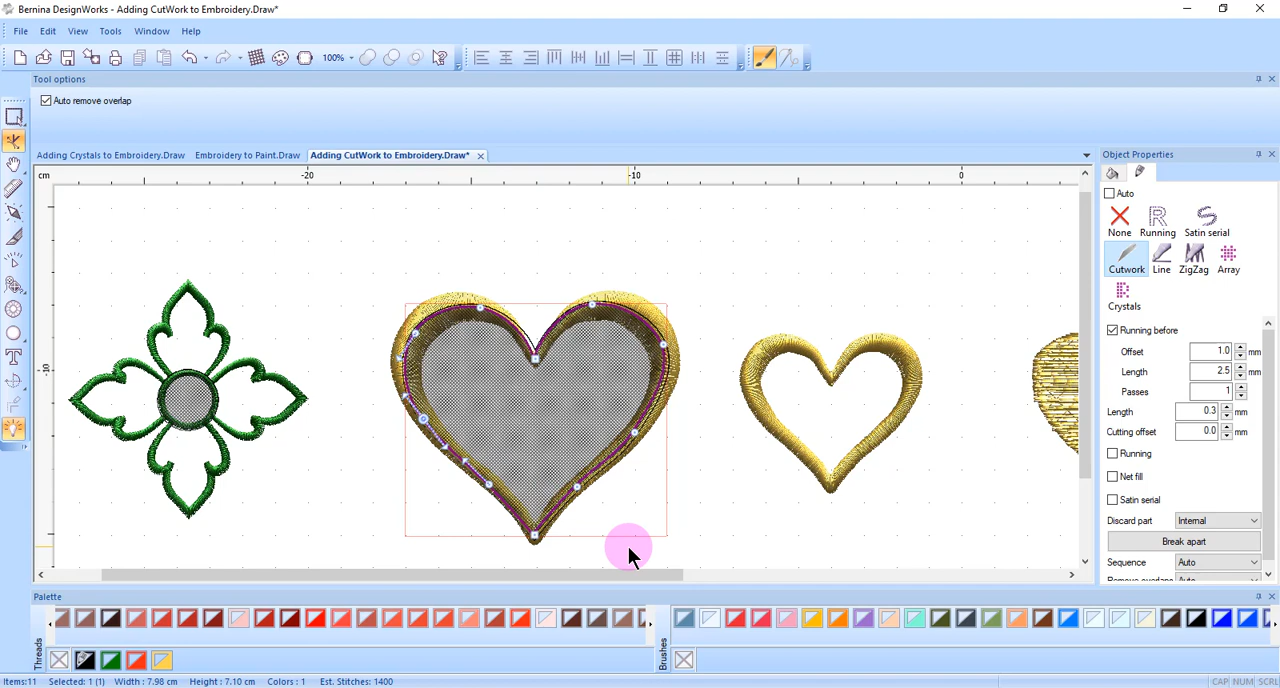 Bernina DesignWorks - Adding CutWork to Embroidery.Draw*
File Edit View Tools Window Help
100%
Tool options
Auto remove overlap
Adding Crystals to Embroidery.Draw Embroidery to Paint.Draw Adding CutWork to Embroidery.Draw*
Object Properties
cm -20 -10 0
Auto
None Running Satin serial
Cutwork Line ZigZag Array
Crystals
Running before
Offset 1.0 mm
-10
Length 2.5 mm
Passes 1
Length 0.3 mm
Cutting offset 0.0 mm
Running
Net fill
Satin serial
Discard part Internal
Break apart
Sequence Auto
Remove overlaps Auto
Palette
Threads
Brushes
Items:11 Selected: 1 (1) Width : 7.98 cm Height : 7.10 cm Colors : 1 Est. Stitches: 1400 CAP NUM SCRL